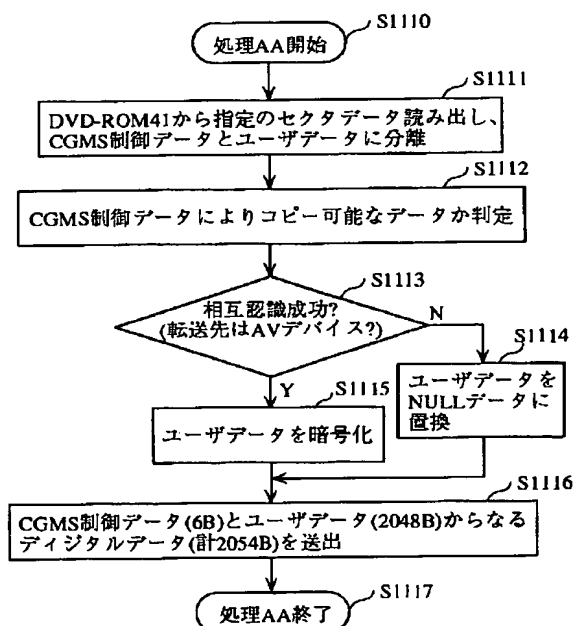 S1110
処理AA開始
S1111
DVD-ROM41から指定のセクタデータ読み出し、
CGMS制御データとユーザデータに分離
S1112
CGMS制御データによりコピー可能なデータか判定
S1113
相互認識成功?
(転送先はAVデバイス?)
N
S1114
ユーザデータを
NULLデータに
置換
Y
S1115
ユーザデータを暗号化
S1116
CGMS制御データ(6B)とユーザデータ(2048B)からなる
ディジタルデータ(計2054B)を送出
S1117
処理AA終了